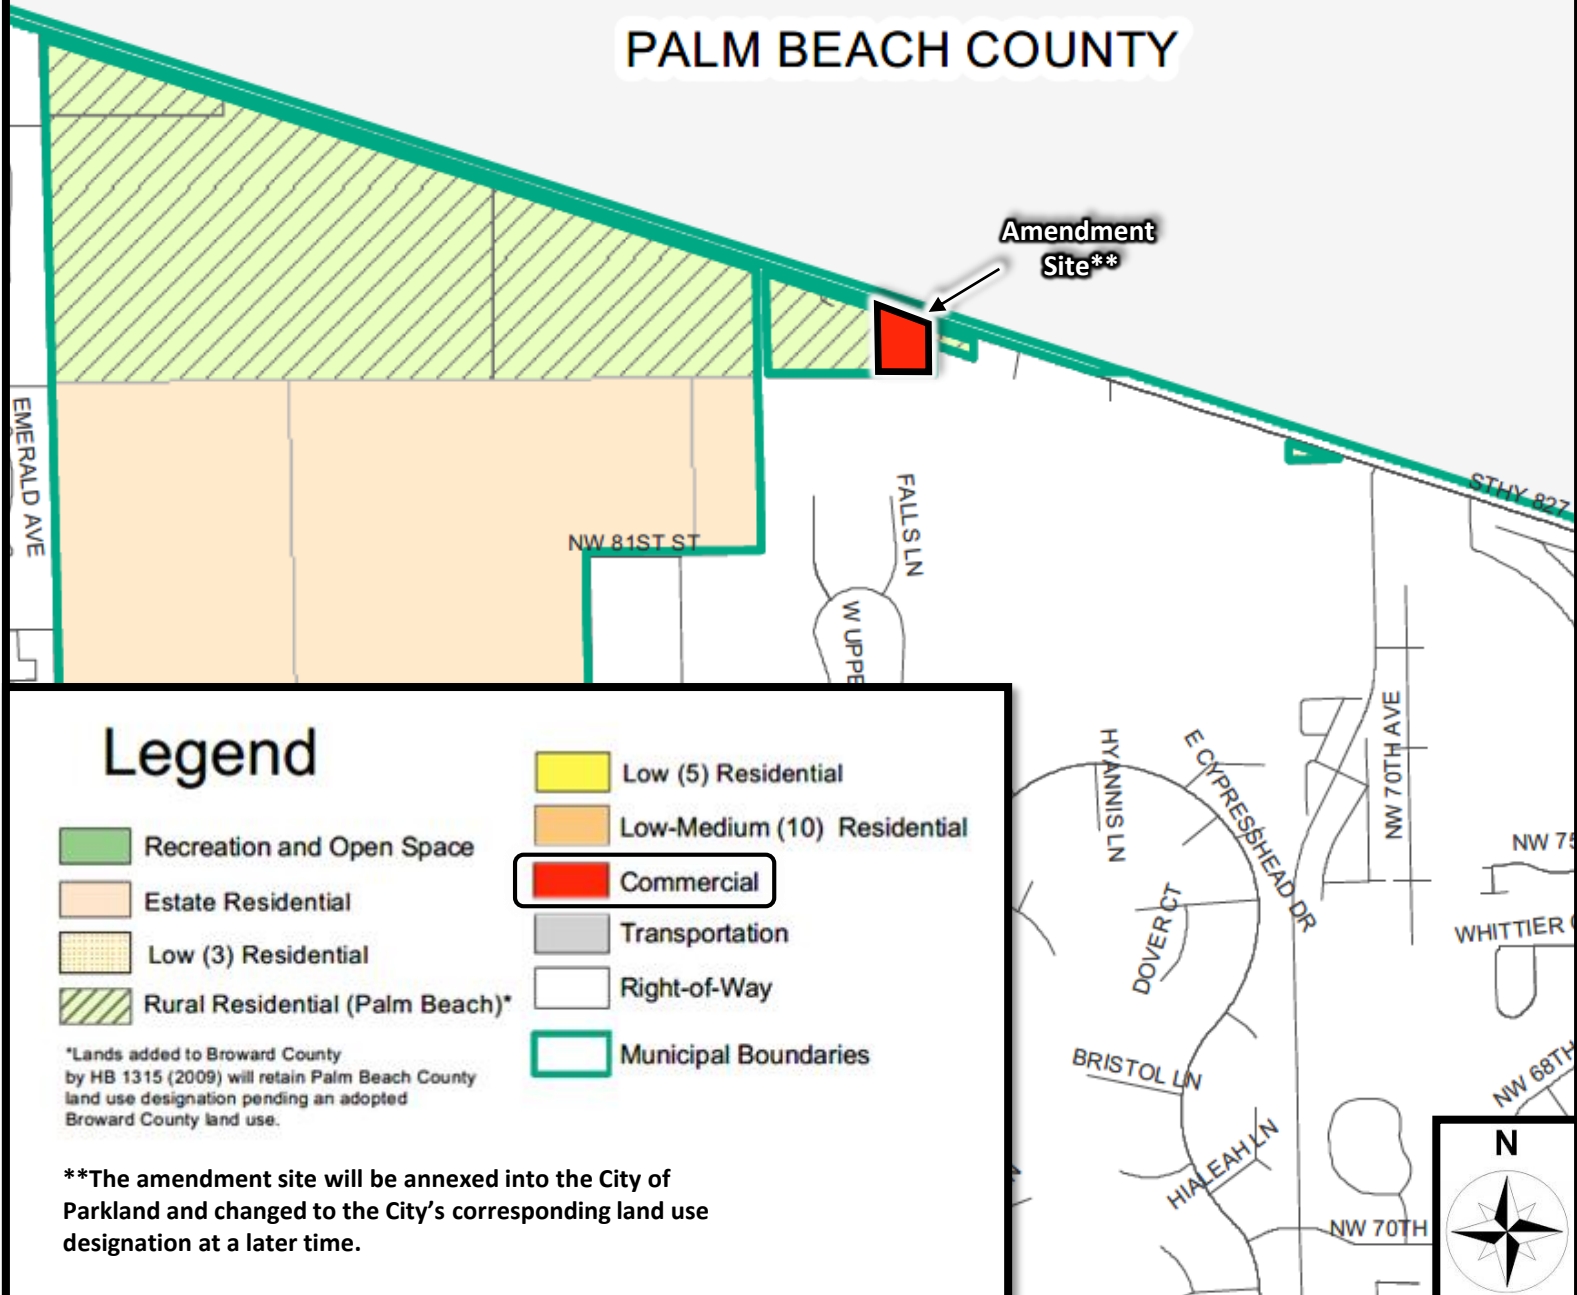 PALM BEACH COUNTY
Amendment
Site**
EMERALD AVE
NW 81ST ST
FALLS LN
W UPPE
STHY 827
HYANNIS LN
E CYPRESSHEAD DR
NW 70TH AVE
NW 75
DOVER CT
WHITTIER
BRISTOL LN
NW 68TH
HIALEAH LN
NW 70TH
N
Legend
Recreation and Open Space
Estate Residential
Low (3) Residential
Rural Residential (Palm Beach)*
Low (5) Residential
Low-Medium (10) Residential
Commercial
Transportation
Right-of-Way
Municipal Boundaries
*Lands added to Broward County
by HB 1315 (2009) will retain Palm Beach County
land use designation pending an adopted
Broward County land use.
**The amendment site will be annexed into the City of
Parkland and changed to the City’s corresponding land use
designation at a later time.